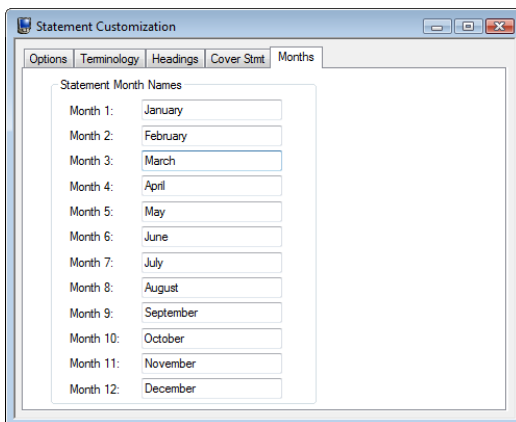 Statement Customization
Options Terminology Headings Cover Stmt Months
Statement Month Names
Month 1: January
Month 2: February
Month 3: March
Month 4: April
Month 5: May
Month 6: June
Month 7: July
Month 8: August
Month 9: September
Month 10: October
Month 11: November
Month 12: December